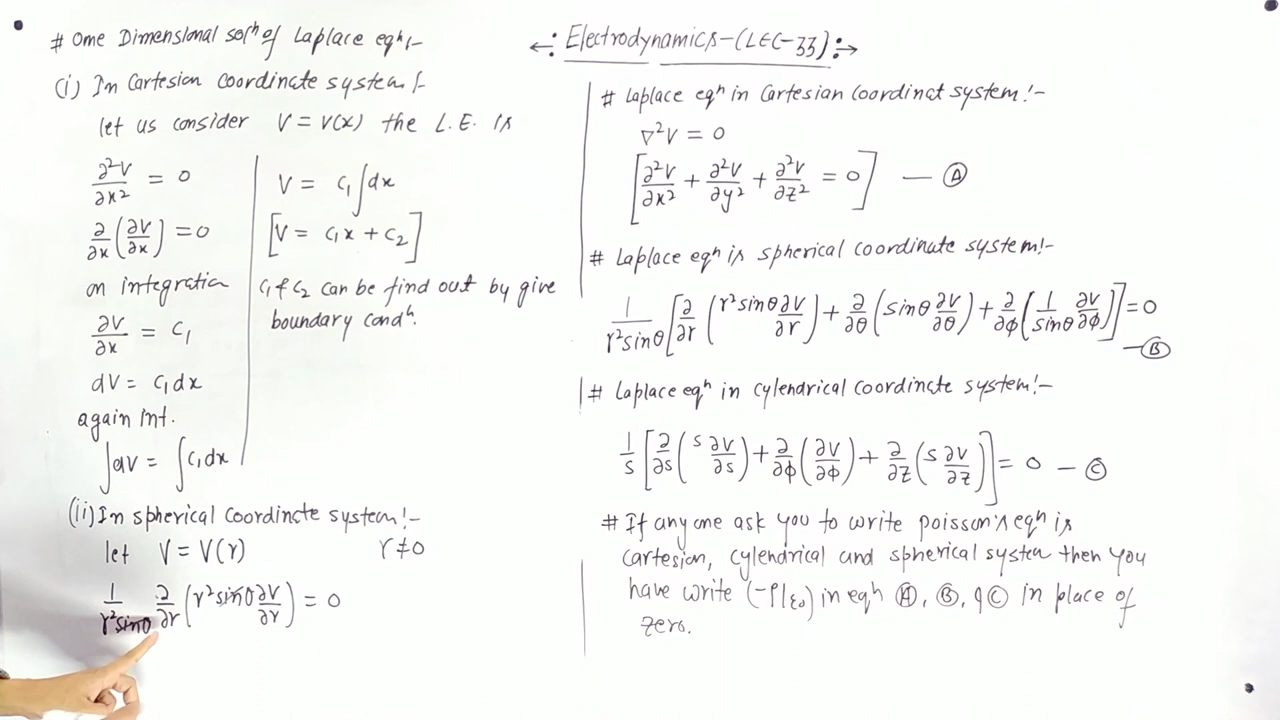 # One Dimensional solⁿ of Laplace eqⁿ:-
(i) In Cartesian coordinate system:-
let us consider V = V(x) the L.E. is
∂²V/∂x² = 0
∂/∂x (∂V/∂x) = 0
on integration
∂V/∂x = C₁
dV = C₁dx
again int.
∫dV = ∫C₁dx
V = C₁∫dx
[V = C₁x + C₂]
C₁ & C₂ can be find out by give
boundary condⁿ.
(ii) In spherical coordincte system:-
let V = V(r) r ≠ 0
1/r²sinθ ∂/∂r (r²sinθ ∂V/∂r) = 0
←: Electrodynamics-(LEC-33) :→
# Laplace eqⁿ in Cartesian Coordinat system:-
∇²V = 0
[∂²V/∂x² + ∂²V/∂y² + ∂²V/∂z² = 0] — Ⓐ
# Laplace eqⁿ is spherical coordinate system:-
1/r²sinθ [∂/∂r (r²sinθ ∂V/∂r) + ∂/∂θ (sinθ ∂V/∂θ) + ∂/∂φ (1/sinθ ∂V/∂φ)] = 0
— Ⓑ
# Laplace eqⁿ in cylendrical coordincte system:-
1/s [∂/∂s (s ∂V/∂s) + ∂/∂φ (∂V/∂φ) + ∂/∂z (s ∂V/∂z)] = 0 — Ⓒ
# If any one ask you to write poisson's eqⁿ is
cartesian, cylendrical and spherical system then you
have write (-ρ/ε₀) in eqⁿ Ⓐ, Ⓑ, & Ⓒ in place of
zero.